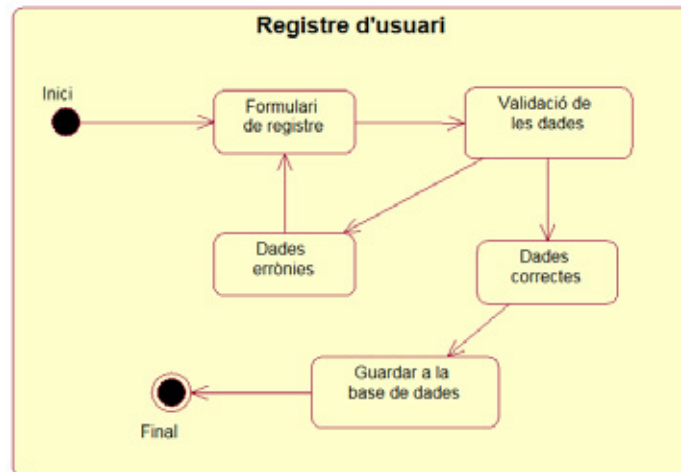 Registre d'usuari
Inici
Formulari
de registre
Validació de
les dades
Dades
errònies
Dades
correctes
Guardar a la
base de dades
Final